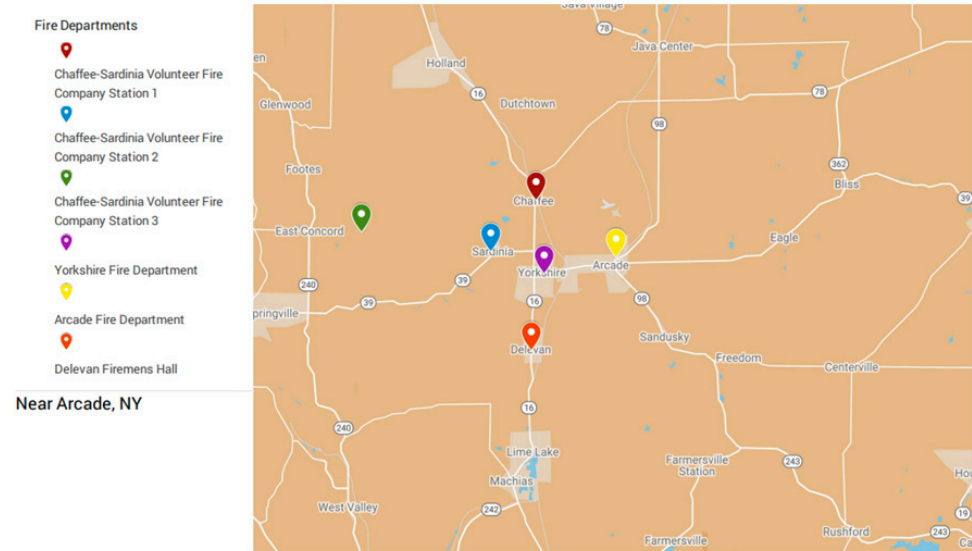 Fire Departments
Chaffee-Sardinia Volunteer Fire
Company Station 1
Chaffee-Sardinia Volunteer Fire
Company Station 2
Chaffee-Sardinia Volunteer Fire
Company Station 3
Yorkshire Fire Department
Arcade Fire Department
Delevan Firemens Hall
Near Arcade, NY
Java Village
78
Java Center
en
Holland
16
Dutchtown
78
Glenwood
98
Footes
362
Bliss
39
Chaffee
East Concord
Sardinia
Eagle
Yorkshire
Arcade
39
240
39
16
98
pringville
Sandusky
Delevan
Freedom
Centerville
16
240
Lime Lake
Farmersville
Station
243
Hou
Machias
West Valley
242
19
Rushford
243
Farmersville
Ca